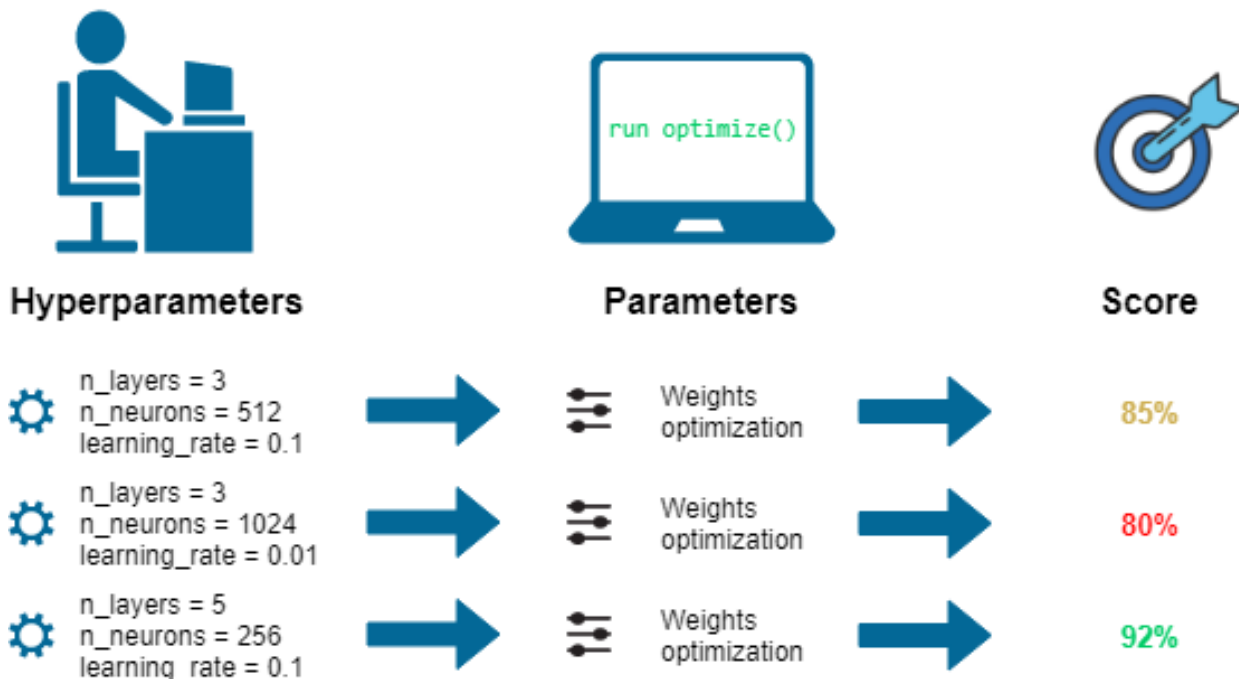 run optimize()
Hyperparameters
Parameters
Score
n_layers = 3
n_neurons = 512
learning_rate = 0.1
Weights
optimization
85%
n_layers = 3
n_neurons = 1024
learning_rate = 0.01
Weights
optimization
80%
n_layers = 5
n_neurons = 256
learning_rate = 0.1
Weights
optimization
92%